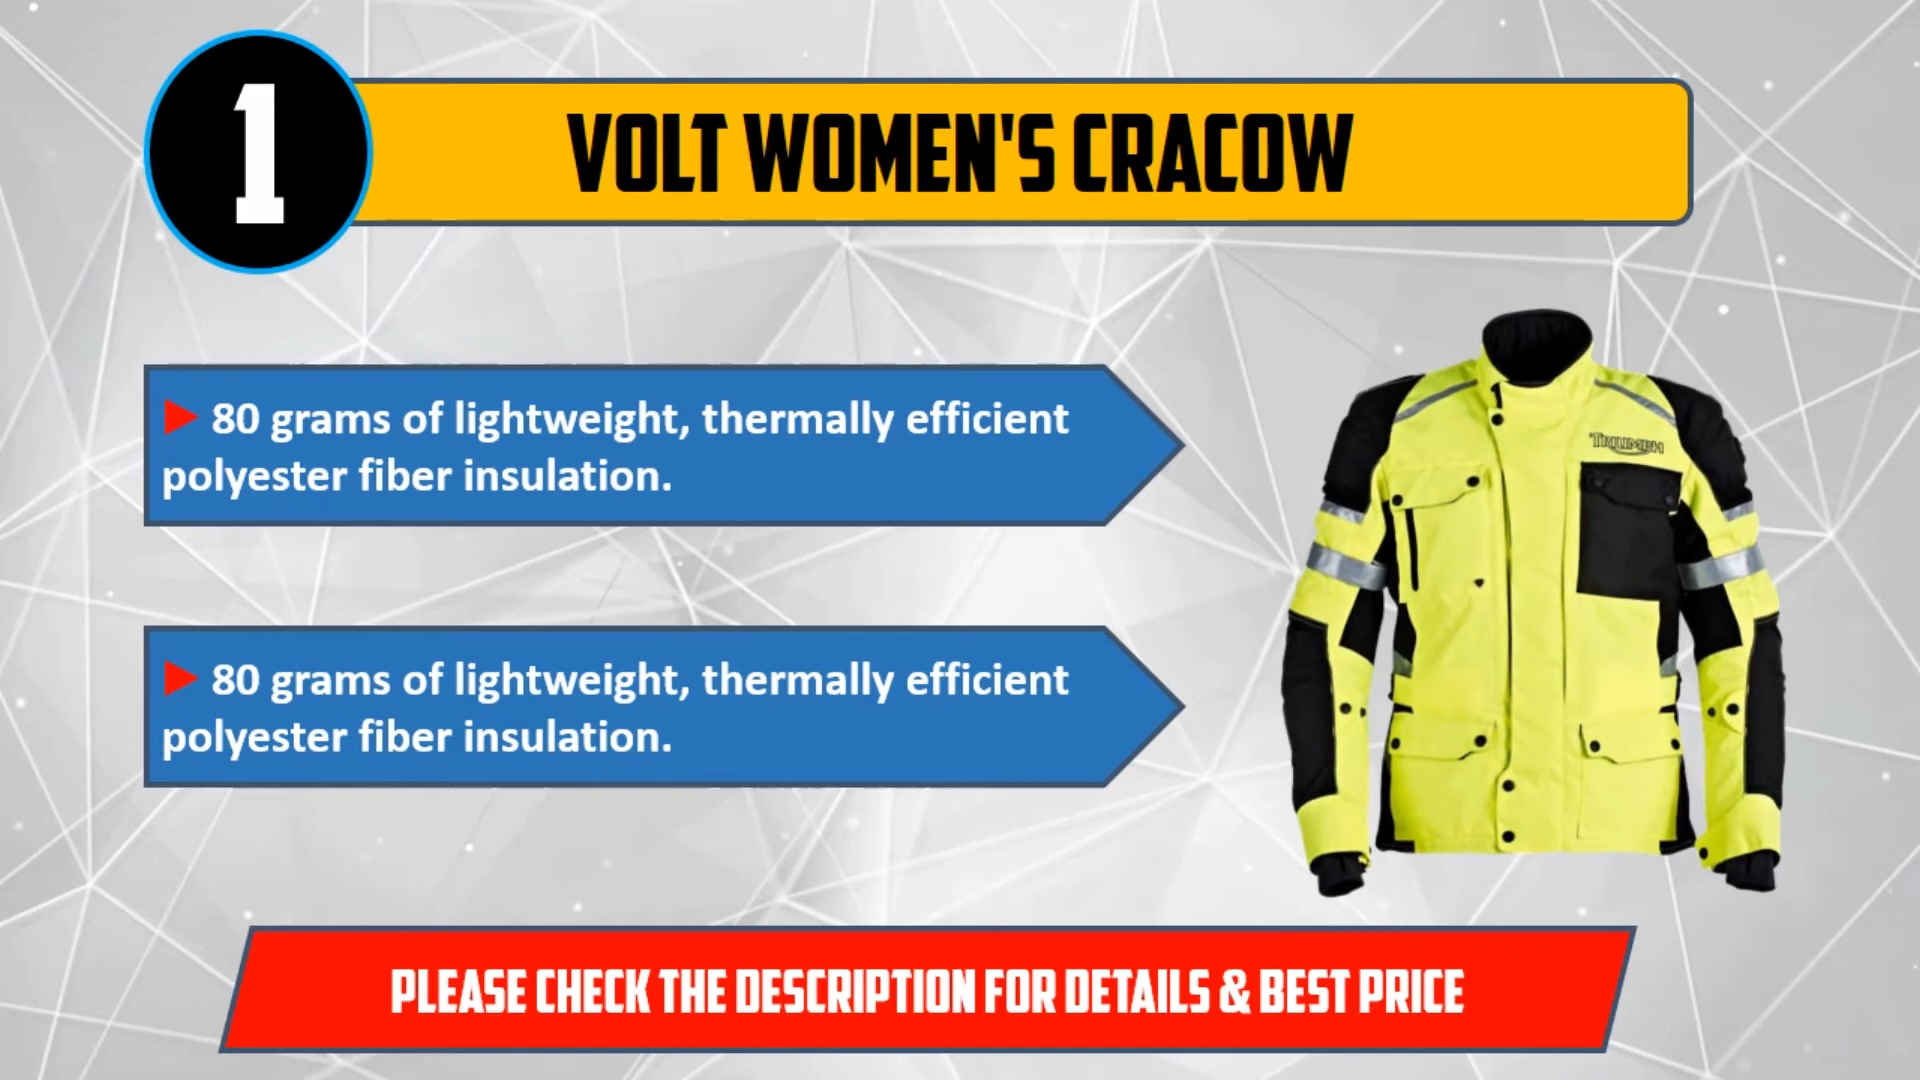 1
VOLT WOMEN'S CRACOW
80 grams of lightweight, thermally efficient
polyester fiber insulation.
TRIUMPH
80 grams of lightweight, thermally efficient
polyester fiber insulation.
PLEASE CHECK THE DESCRIPTION FOR DETAILS & BEST PRICE